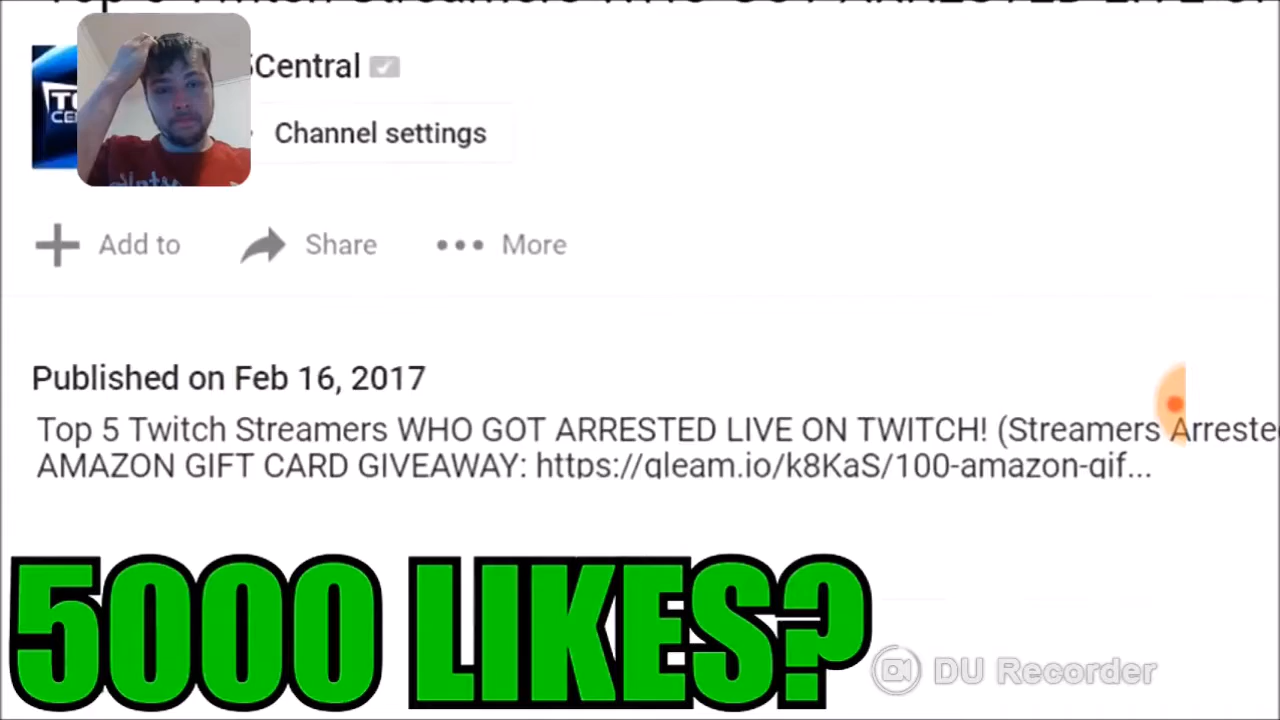 5Central
Channel settings
Add to
Share
More
Published on Feb 16, 2017
Top 5 Twitch Streamers WHO GOT ARRESTED LIVE ON TWITCH! (Streamers Arreste
AMAZON GIFT CARD GIVEAWAY: https://gleam.io/k8KaS/100-amazon-gif...
5000 LIKES?
DU Recorder